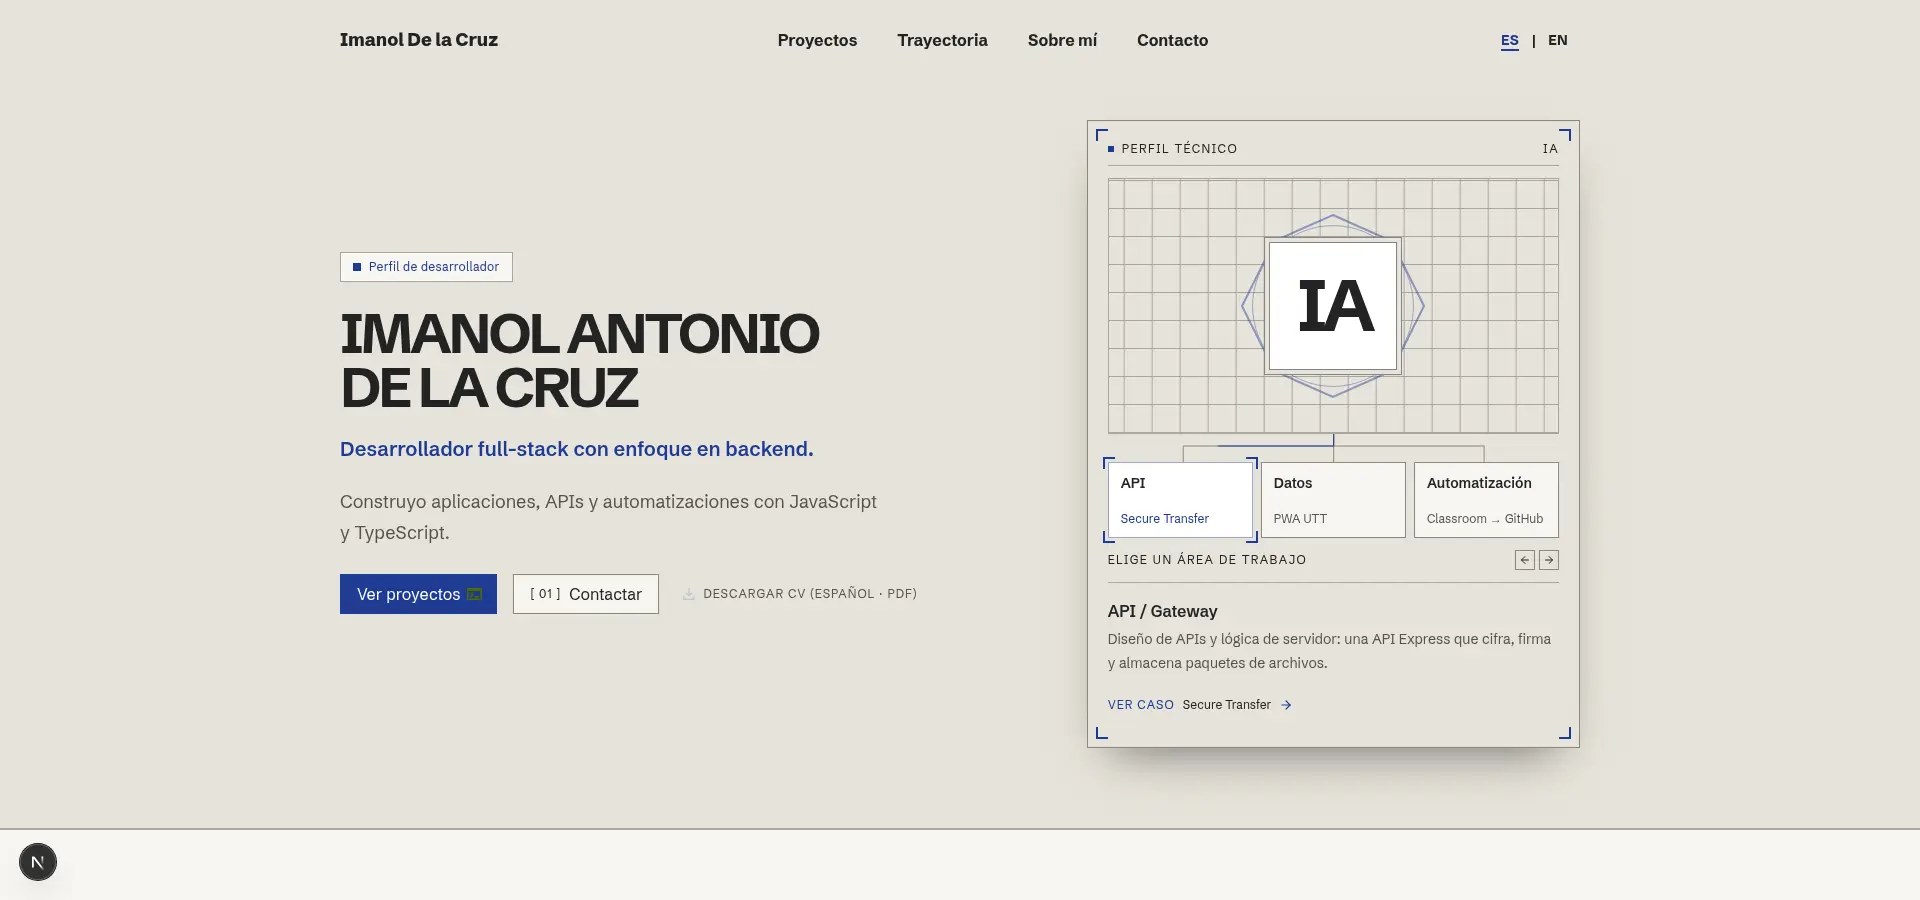 Imanol De la Cruz
Proyectos
Trayectoria
Sobre mí
Contacto
ES | EN
Perfil de desarrollador
IMANOL ANTONIO
DE LA CRUZ
Desarrollador full-stack con enfoque en backend.
Construyo aplicaciones, APIs y automatizaciones con JavaScript
y TypeScript.
Ver proyectos
[ 01 ] Contactar
DESCARGAR CV (ESPAÑOL · PDF)
PERFIL TÉCNICO
IA
IA
API
Secure Transfer
Datos
PWA UTT
Automatización
Classroom → GitHub
ELIGE UN ÁREA DE TRABAJO
← →
API / Gateway
Diseño de APIs y lógica de servidor: una API Express que cifra, firma
y almacena paquetes de archivos.
VER CASO Secure Transfer →
N